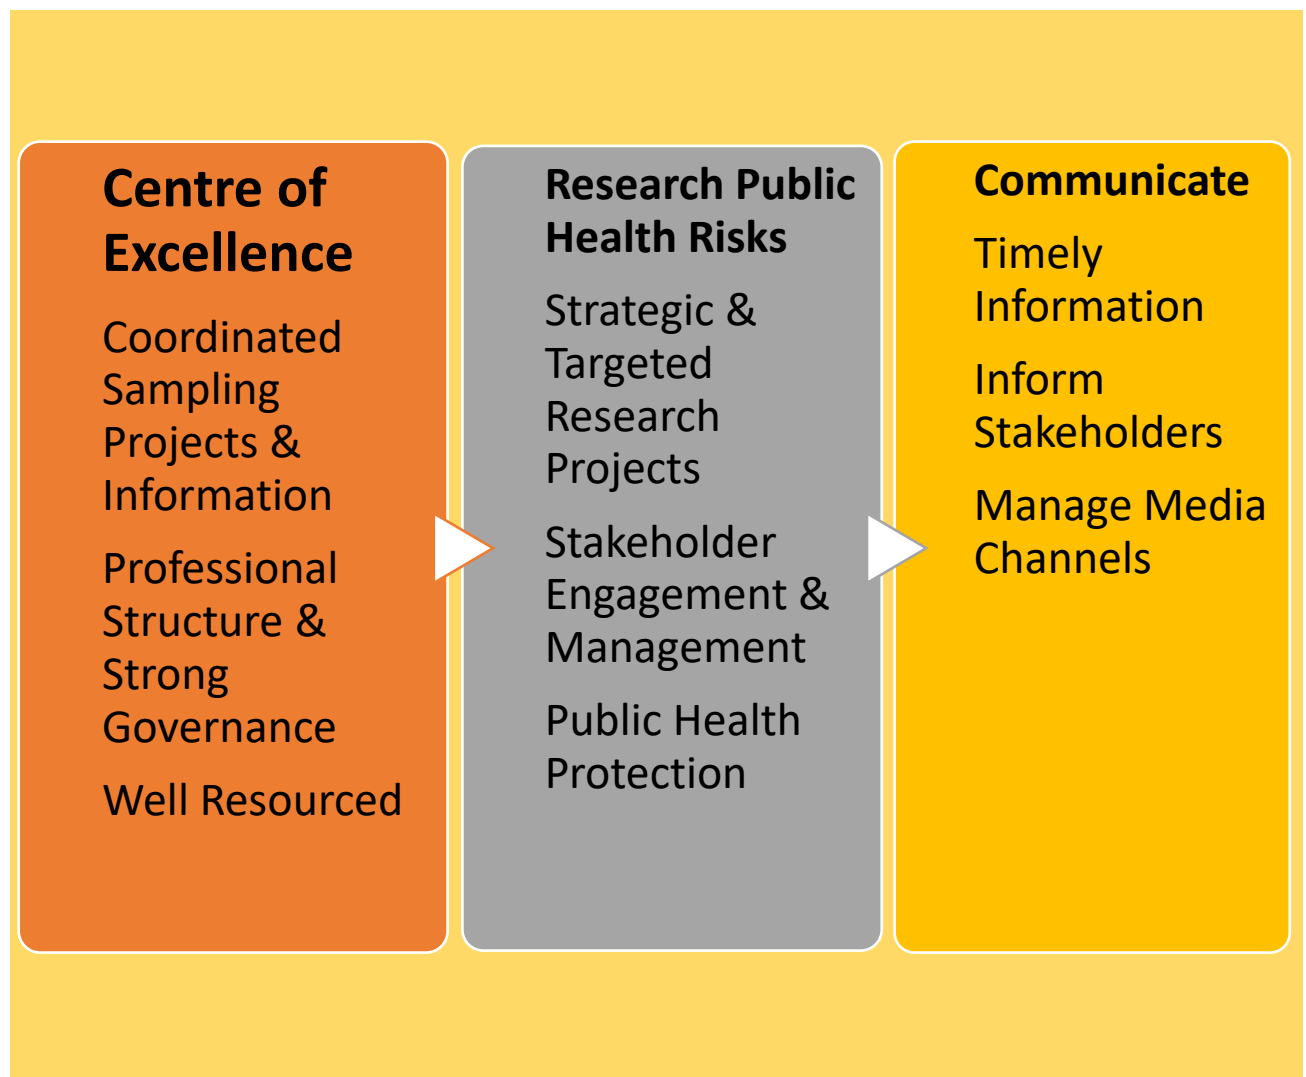 Centre of
Excellence
Coordinated
Sampling
Projects &
Information
Professional
Structure &
Strong
Governance
Well Resourced
Research Public
Health Risks
Strategic &
Targeted
Research
Projects
Stakeholder
Engagement &
Management
Public Health
Protection
Communicate
Timely
Information
Inform
Stakeholders
Manage Media
Channels